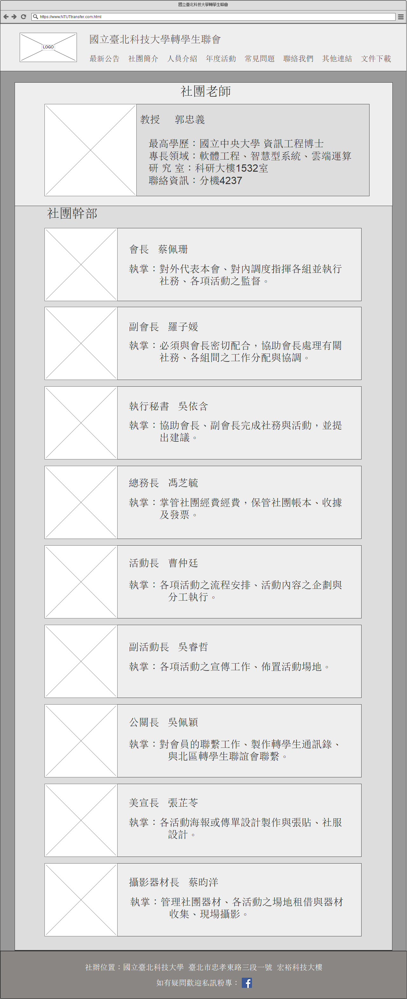 國立臺北科技大學轉學生聯會
https://www.NTUTtransfer.com.html
LOGO
國立臺北科技大學轉學生聯會
最新公告 社團簡介 人員介紹 年度活動 常見問題 聯絡我們 其他連結 文件下載
社團老師
教授 郭忠義
最高學歷：國立中央大學 資訊工程博士
專長領域：軟體工程、智慧型系統、雲端運算
研 究 室：科研大樓1532室
聯絡資訊：分機4237
社團幹部
會長 蔡佩珊
執掌：對外代表本會、對內調度指揮各組並執行
社務、各項活動之監督。
副會長 羅子媛
執掌：必須與會長密切配合，協助會長處理有關
社務、各組間之工作分配與協調。
執行秘書 吳依含
執掌：協助會長、副會長完成社務與活動，並提
出建議。
總務長 馮芝毓
執掌：掌管社團經費經費，保管社團帳本、收據
及發票。
活動長 曹仲廷
執掌：各項活動之流程安排、活動內容之企劃與
分工執行。
副活動長 吳睿哲
執掌：各項活動之宣傳工作、佈置活動場地。
公關長 吳佩穎
執掌：對會員的聯繫工作、製作轉學生通訊錄、
與北區轉學生聯誼會聯繫。
美宣長 張芷苓
執掌：各活動海報或傳單設計製作與張貼、社服
設計。
攝影器材長 蔡昀洋
執掌：管理社團器材、各活動之場地租借與器材
收集、現場攝影。
社辦位置：國立臺北科技大學 臺北市忠孝東路三段一號 宏裕科技大樓
如有疑問歡迎私訊粉專：